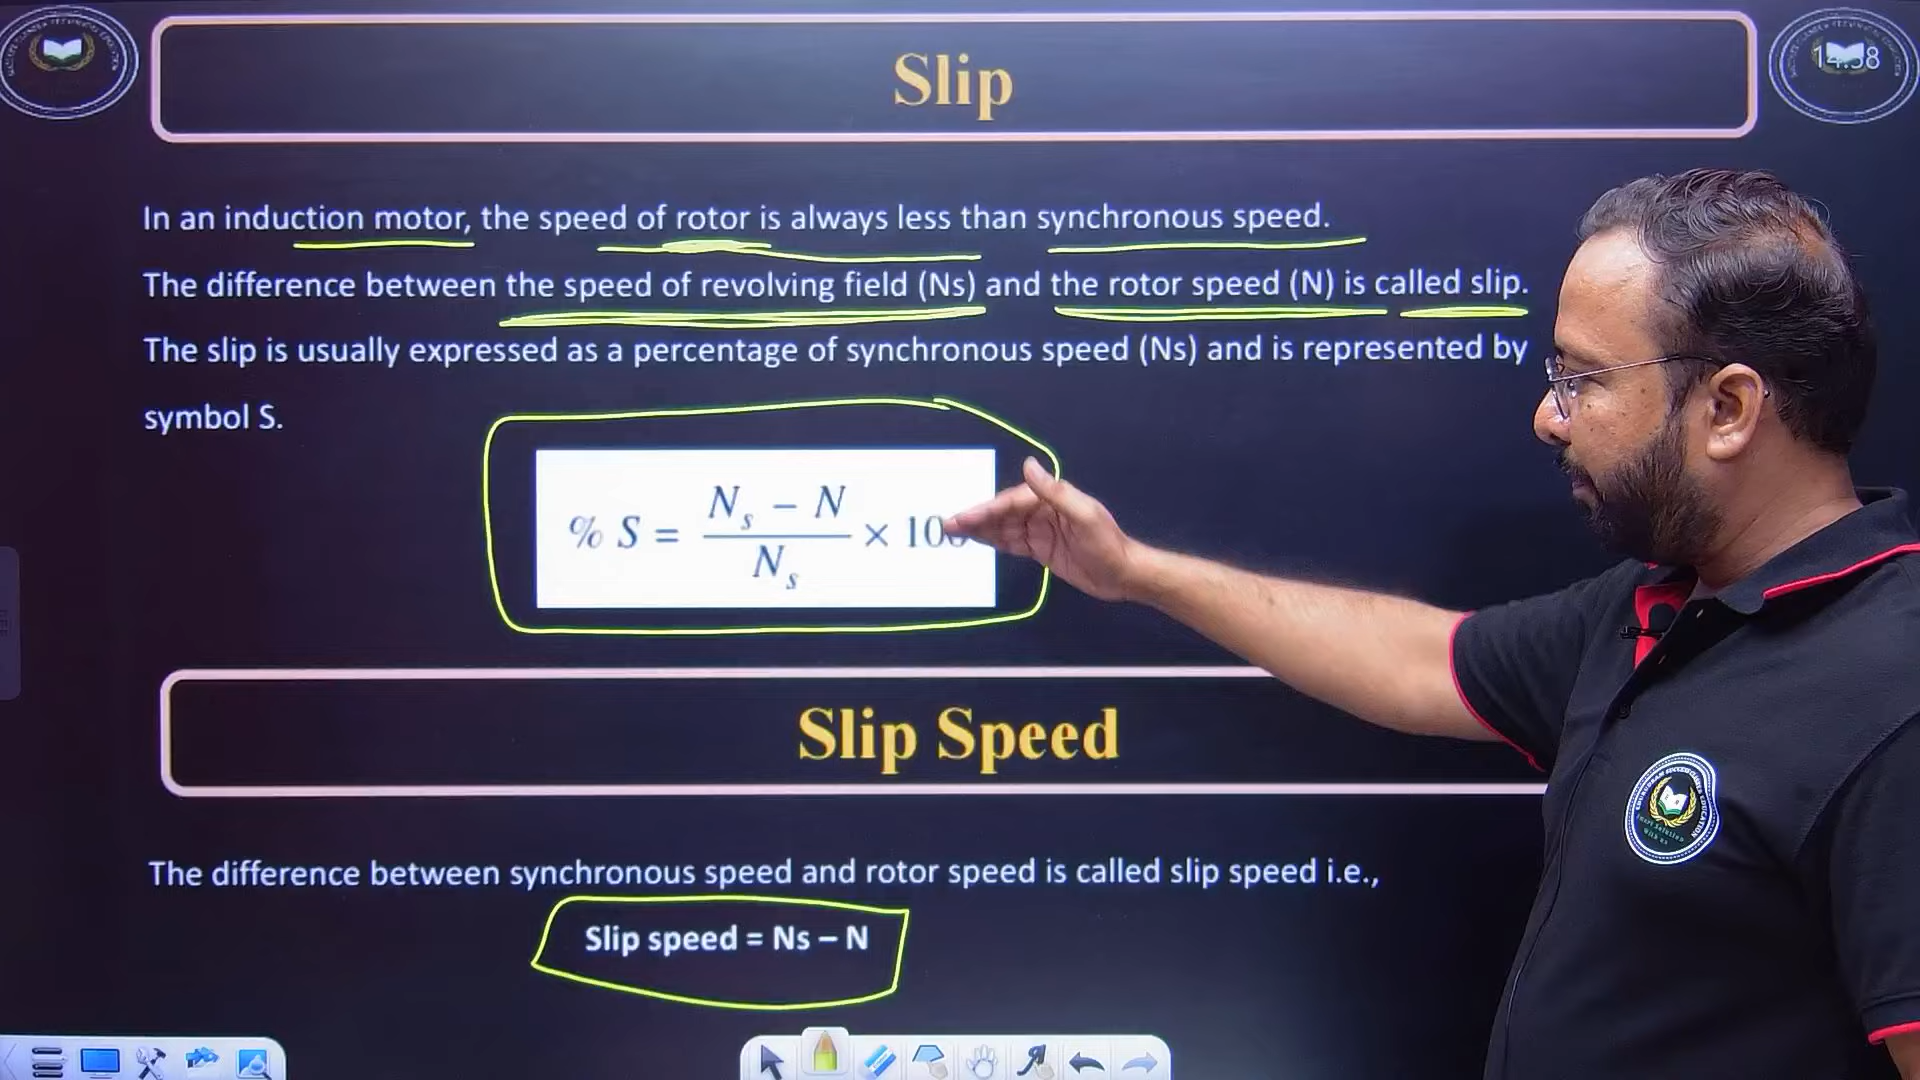 Slip
In an induction motor, the speed of rotor is always less than synchronous speed.
The difference between the speed of revolving field (Ns) and the rotor speed (N) is called slip.
The slip is usually expressed as a percentage of synchronous speed (Ns) and is represented by
symbol S.
% S = (N_s − N) / N_s × 100
Slip Speed
The difference between synchronous speed and rotor speed is called slip speed i.e.,
Slip speed = Ns – N